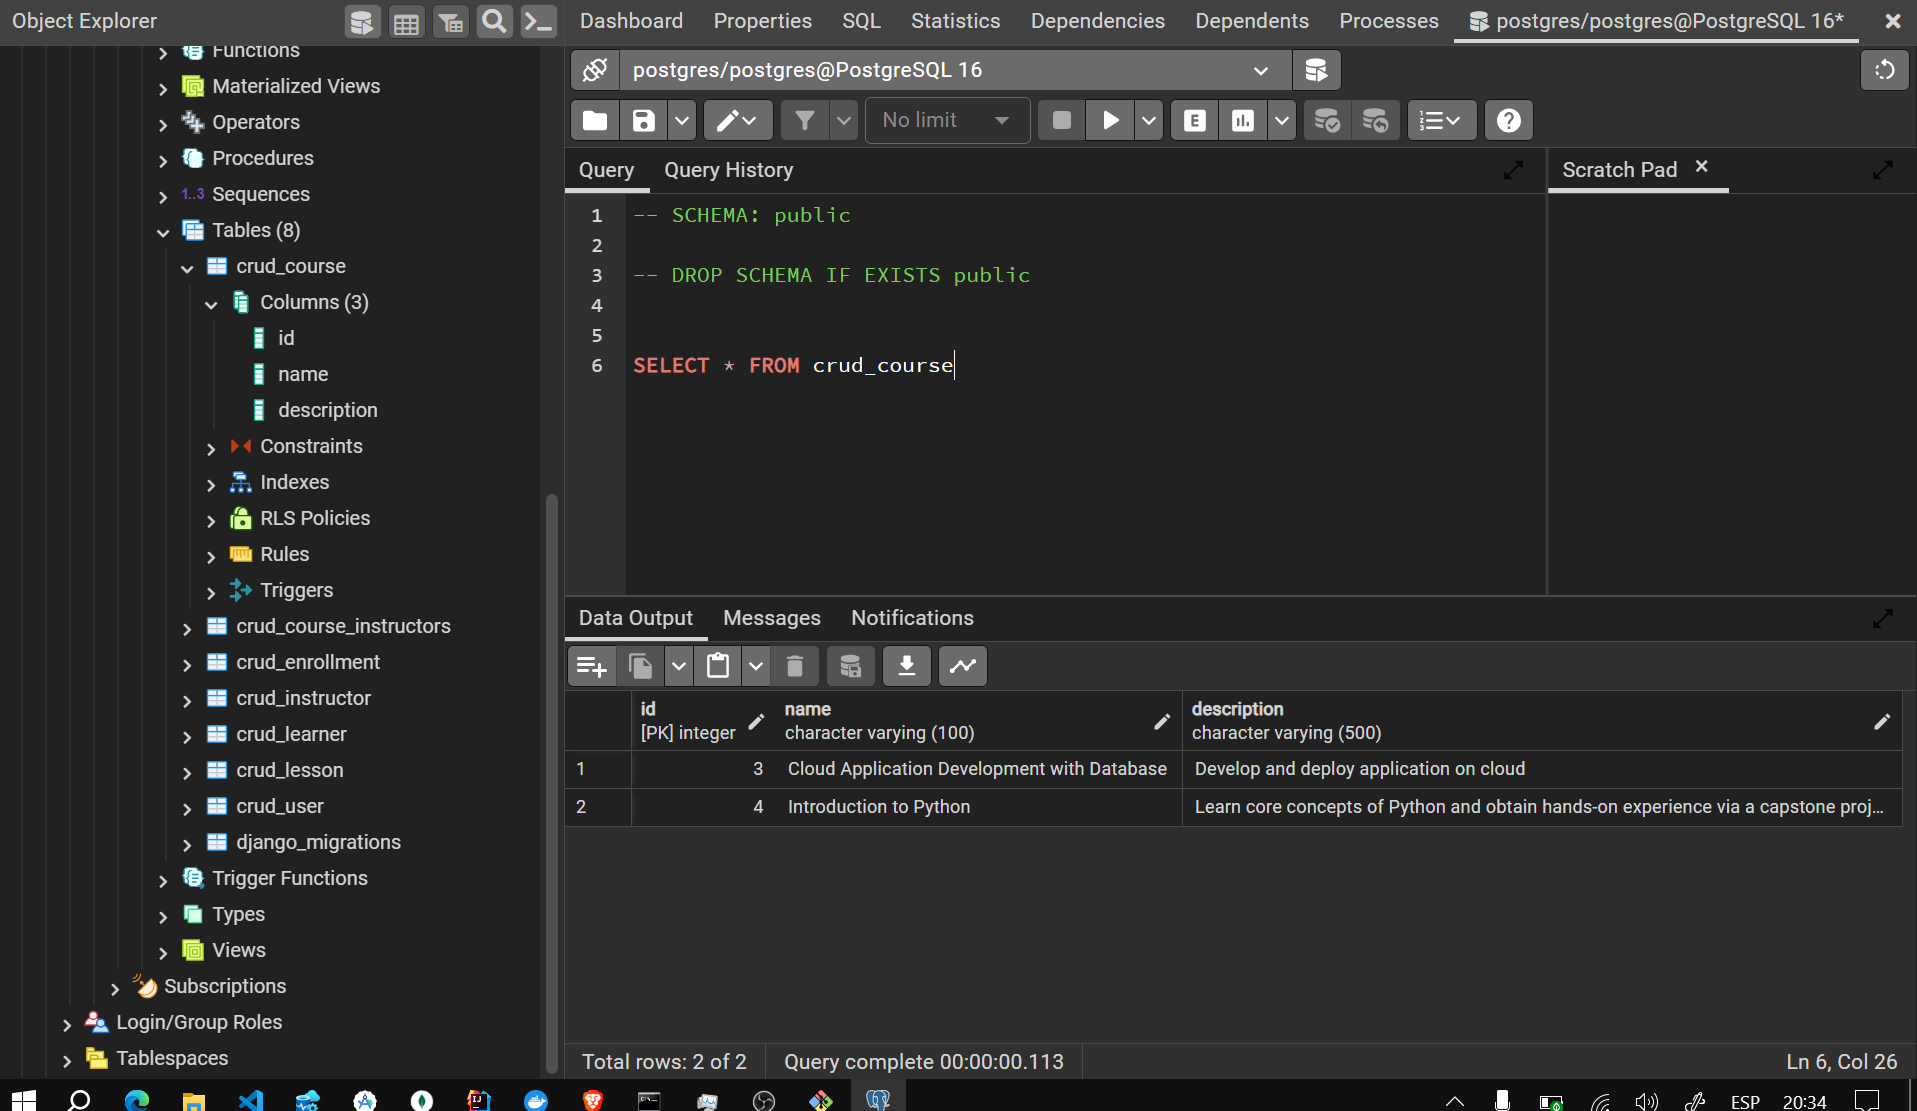 Object Explorer
Functions
Materialized Views
Operators
Procedures
1..3 Sequences
Tables (8)
crud_course
Columns (3)
id
name
description
Constraints
Indexes
RLS Policies
Rules
Triggers
crud_course_instructors
crud_enrollment
crud_instructor
crud_learner
crud_lesson
crud_user
django_migrations
Trigger Functions
Types
Views
Subscriptions
Login/Group Roles
Tablespaces
Dashboard Properties SQL Statistics Dependencies Dependents Processes postgres/postgres@PostgreSQL 16*
postgres/postgres@PostgreSQL 16
No limit E
Query Query History
Scratch Pad
1 -- SCHEMA: public
2
3 -- DROP SCHEMA IF EXISTS public
4
5
6 SELECT * FROM crud_course
Data Output Messages Notifications
id name description
[PK] integer character varying (100) character varying (500)
1 3 Cloud Application Development with Database Develop and deploy application on cloud
2 4 Introduction to Python Learn core concepts of Python and obtain hands-on experience via a capstone proj...
Total rows: 2 of 2 Query complete 00:00:00.113 Ln 6, Col 26
ESP 20:34